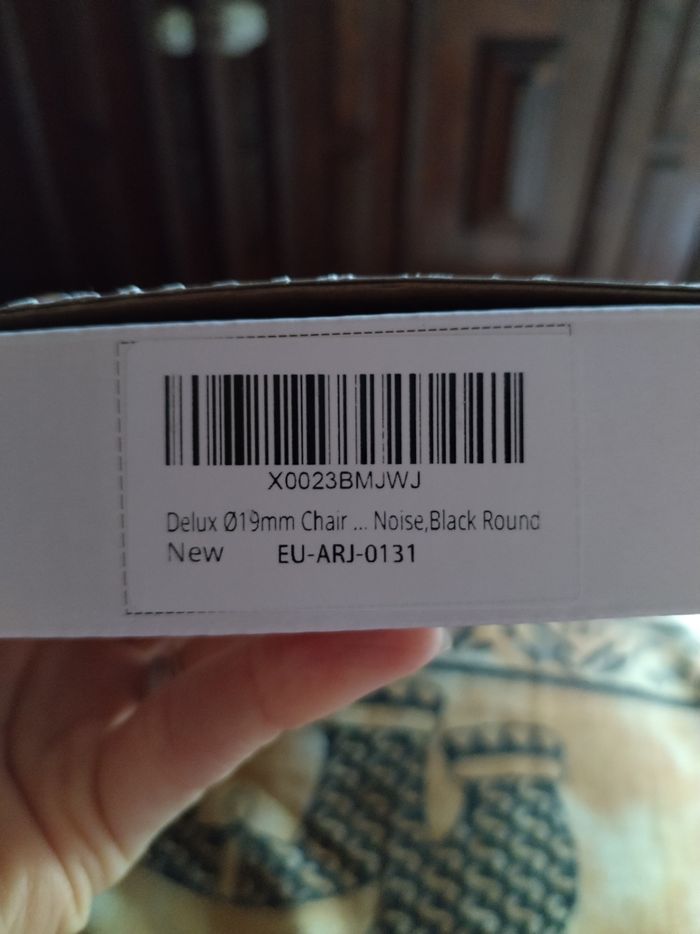 X0023BMJWJ
Delux Ø19mm Chair ... Noise,Black Round
New EU-ARJ-0131